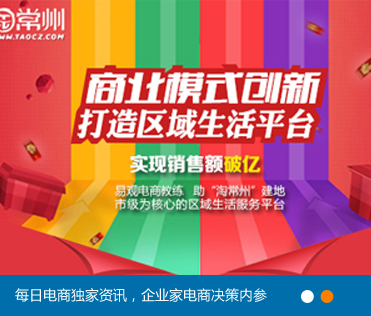 淘常州
WWW.TAOCZ.COM
商业模式创新
打造区域生活平台
实现销售额破亿
易观电商教练 助“淘常州”建地
市级为核心的区域生活服务平台
每日电商独家资讯，企业家电商决策内参